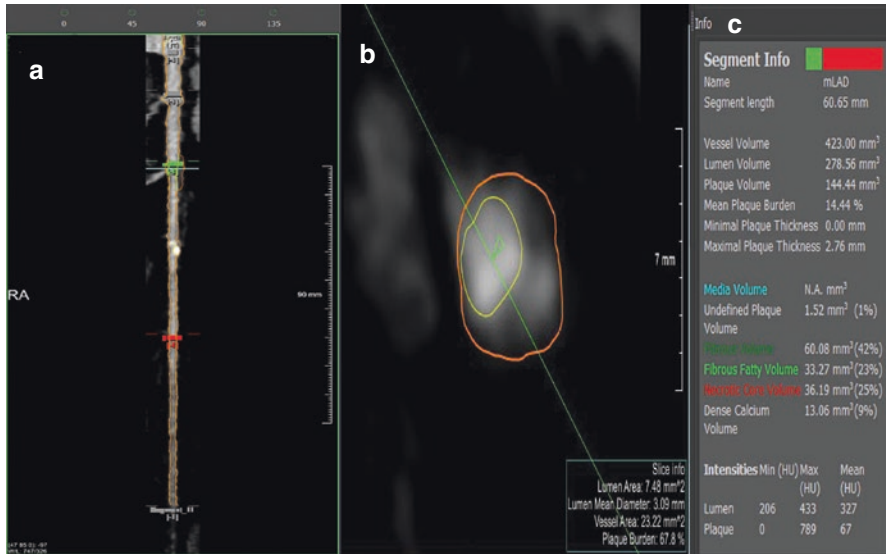 0 45 90 135
a
RA
90 mm
b
7 mm
Slice info
Lumen Area: 7.48 mm^2
Lumen Mean Diameter: 3.09 mm
Vessel Area: 23.22 mm^2
Plaque Burden: 67.8 %
Info c
Segment Info
Name mLAD
Segment length 60.65 mm
Vessel Volume 423.00 mm³
Lumen Volume 278.56 mm³
Plaque Volume 144.44 mm³
Mean Plaque Burden 14.44 %
Minimal Plaque Thickness 0.00 mm
Maximal Plaque Thickness 2.76 mm
Media Volume N.A. mm³
Undefined Plaque 1.52 mm³ (1%)
Volume
Fibrous Volume 60.08 mm³(42%)
Fibrous Fatty Volume 33.27 mm³(23%)
Necrotic Core Volume 36.19 mm³(25%)
Dense Calcium 13.06 mm³(9%)
Volume
Intensities Min (HU) Max Mean
(HU) (HU)
Lumen 206 433 327
Plaque 0 789 67